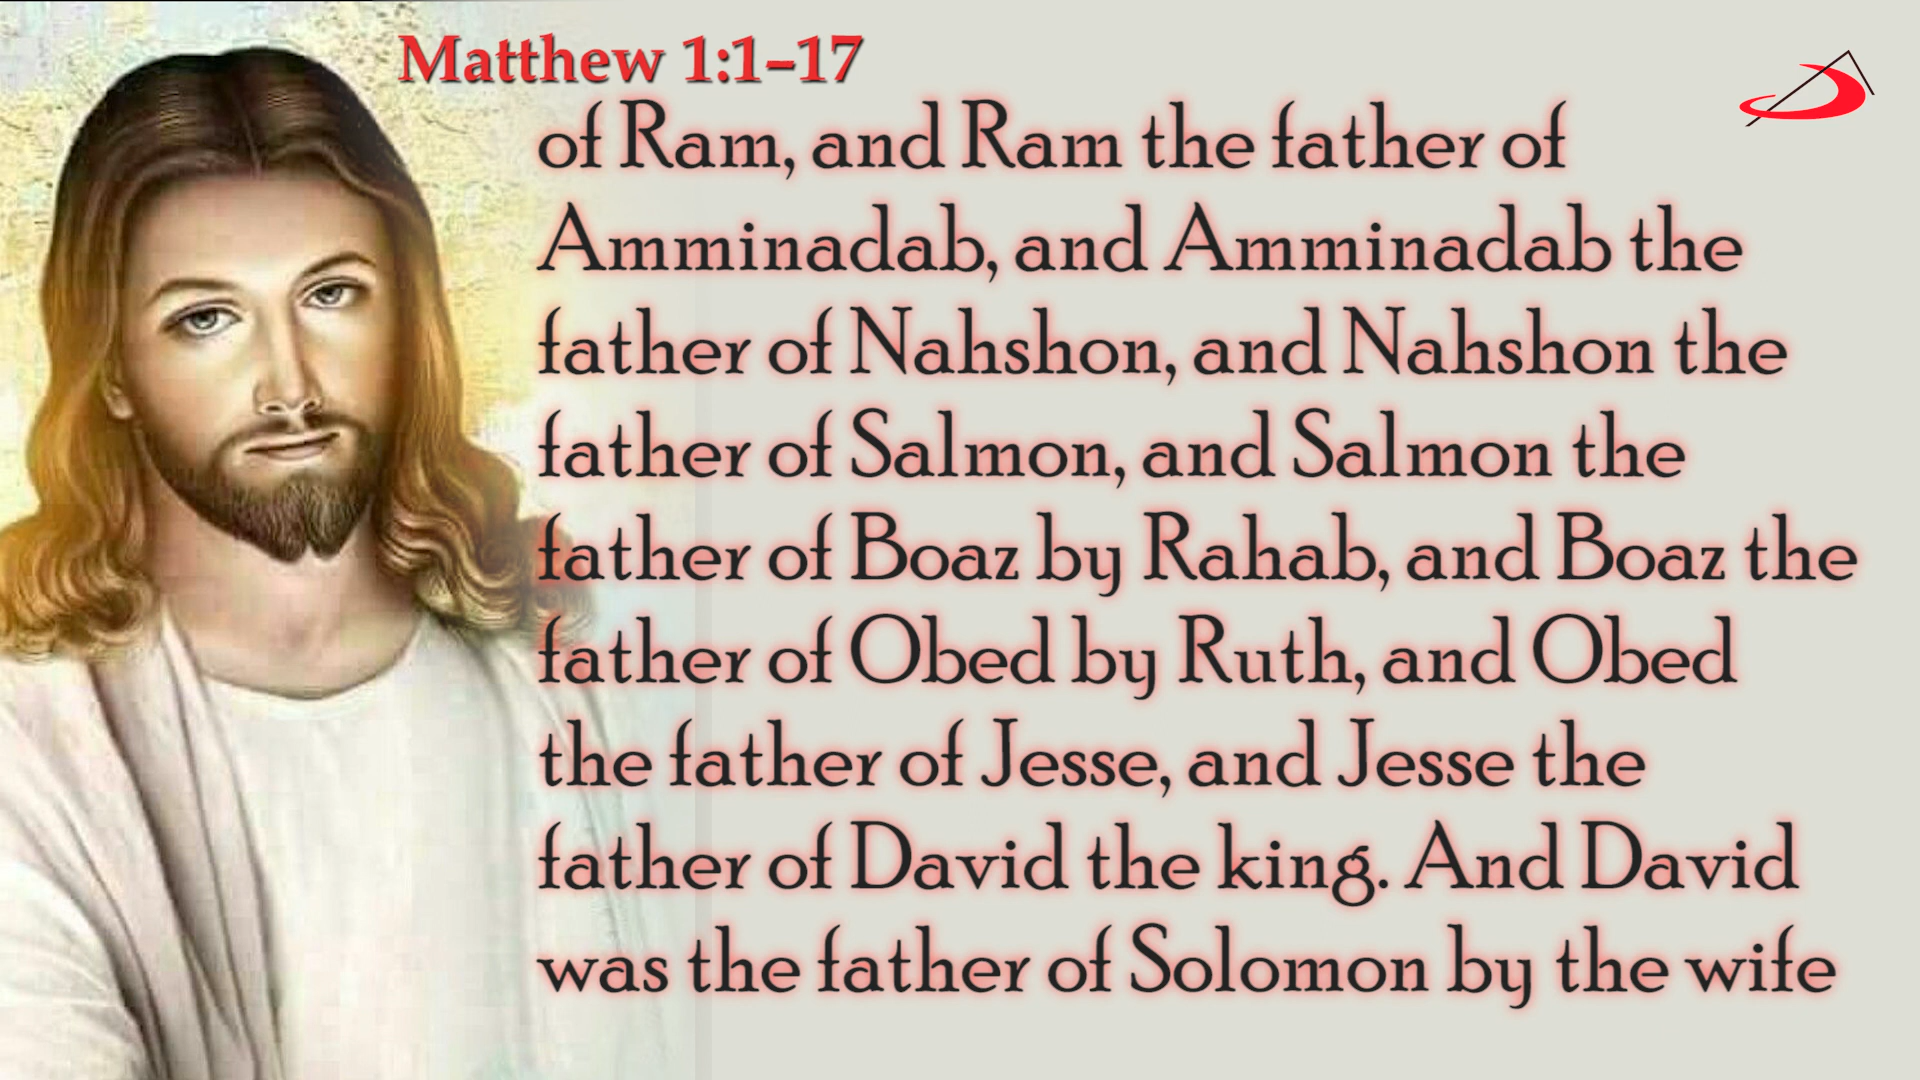 Matthew 1:1–17
of Ram, and Ram the father of
Amminadab, and Amminadab the
father of Nahshon, and Nahshon the
father of Salmon, and Salmon the
father of Boaz by Rahab, and Boaz the
father of Obed by Ruth, and Obed
the father of Jesse, and Jesse the
father of David the king. And David
was the father of Solomon by the wife